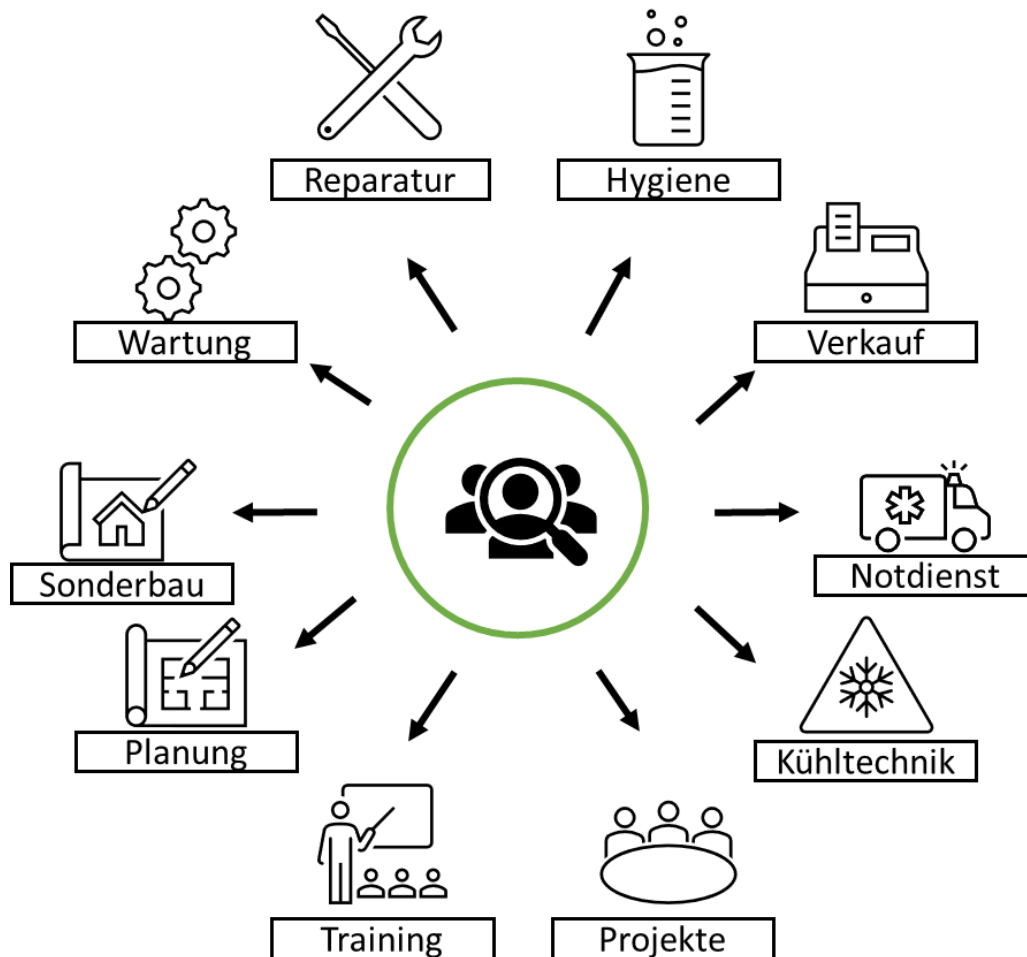 Reparatur
Hygiene
Wartung
Verkauf
Sonderbau
Notdienst
Planung
Kühltechnik
Training
Projekte